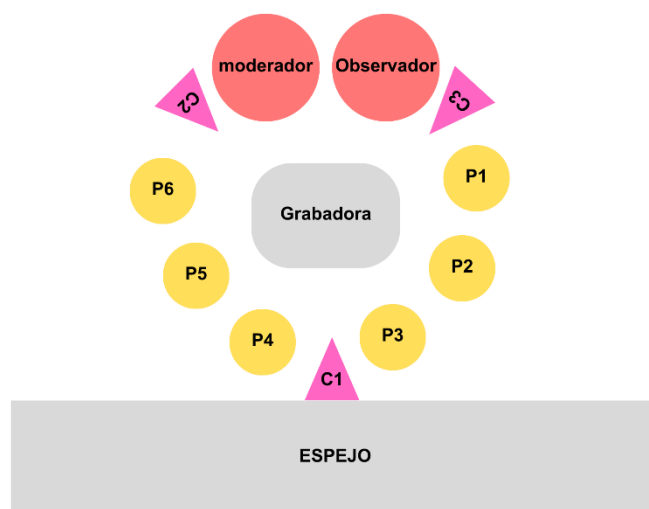 moderador
Observador
C2
C3
P6
P1
Grabadora
P5
P2
P4
P3
C1
ESPEJO